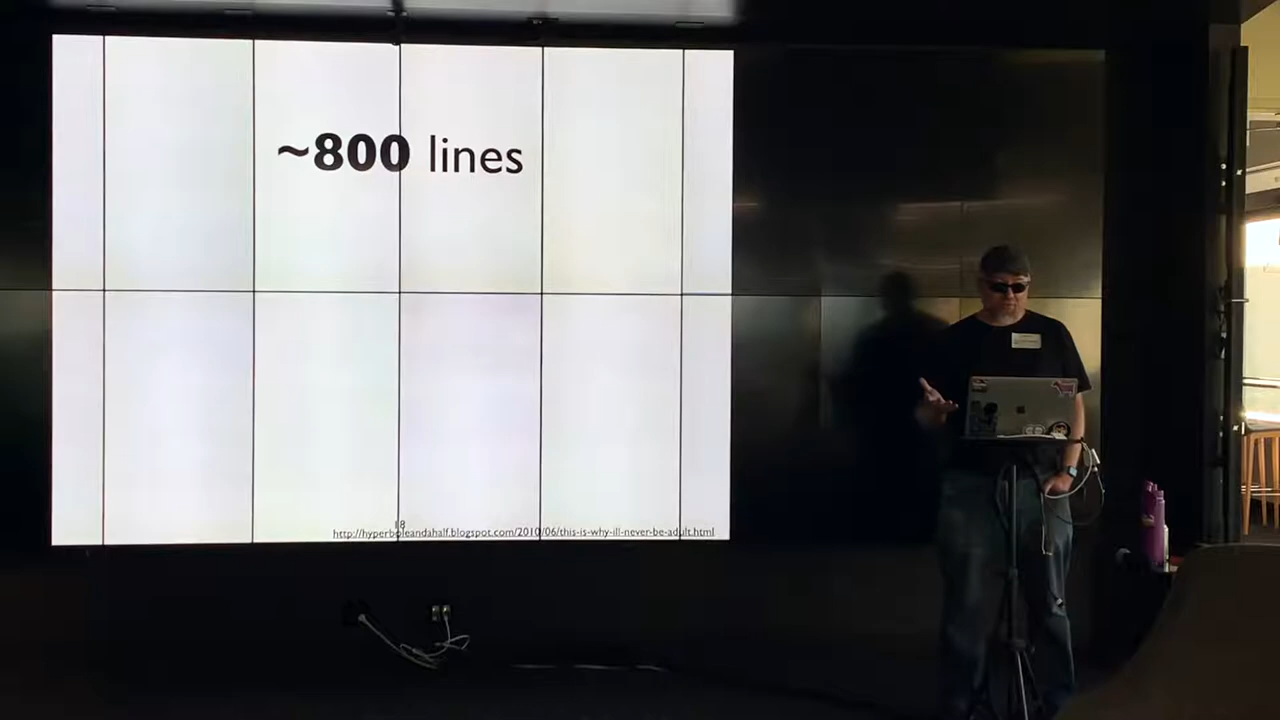 ~800 lines
18
http://hyperboleandahalf.blogspot.com/2010/06/this-is-why-ill-never-be-adult.html